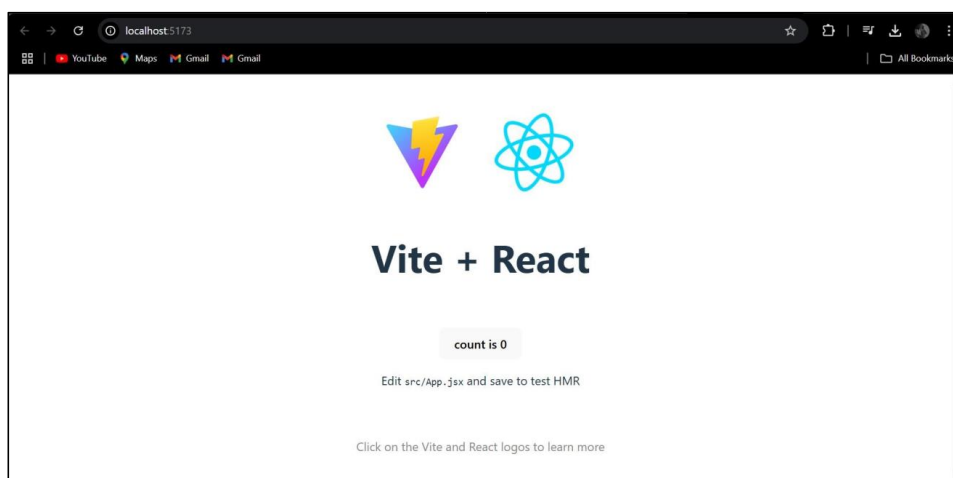 localhost:5173
YouTube Maps Gmail Gmail All Bookmarks
Vite + React
count is 0
Edit src/App.jsx and save to test HMR
Click on the Vite and React logos to learn more